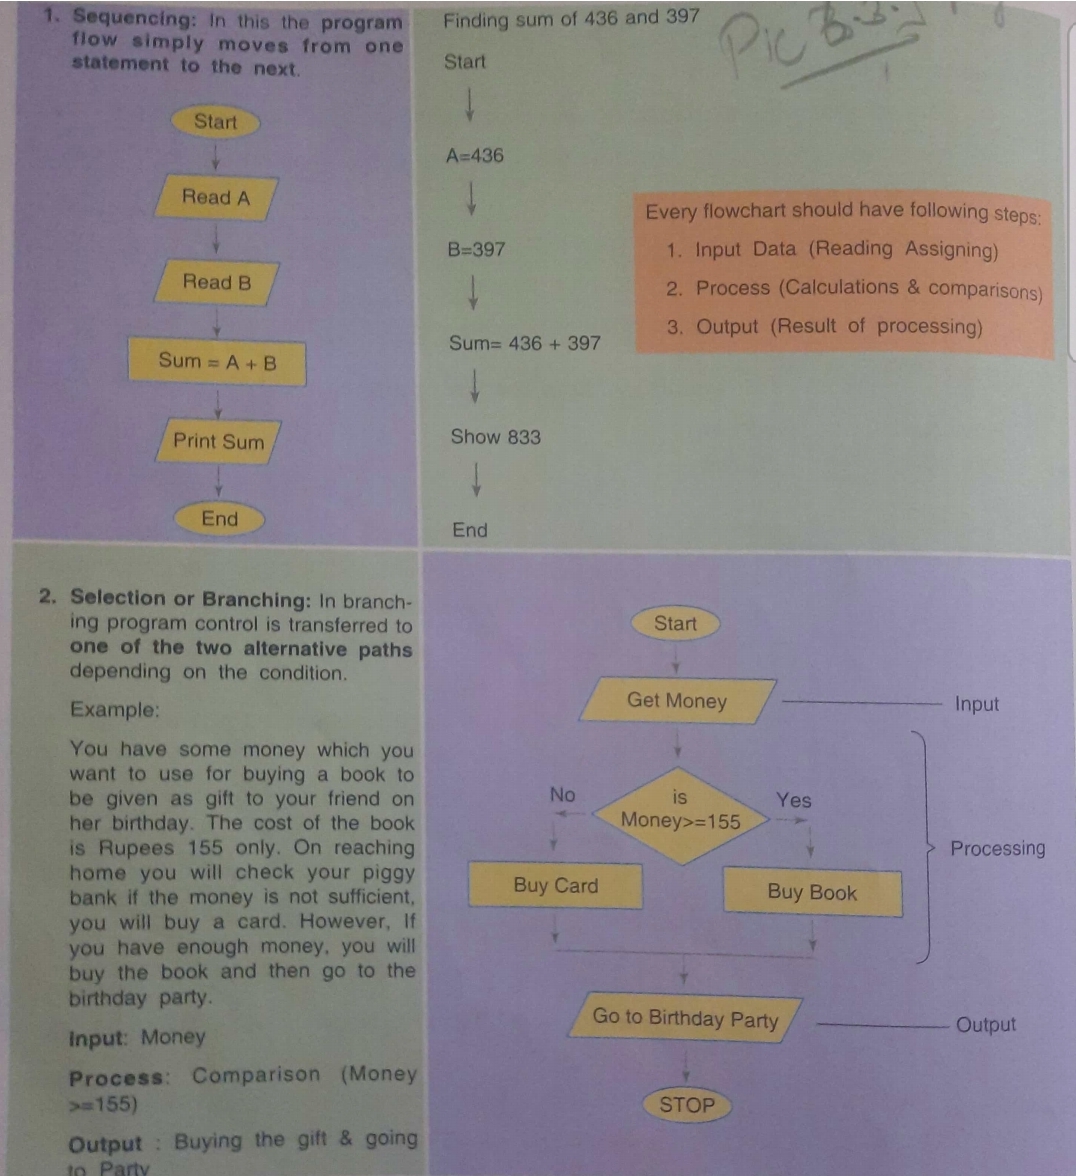 1. Sequencing: In this the program
flow simply moves from one
statement to the next.
Start
Read A
Read B
Sum = A + B
Print Sum
End
Finding sum of 436 and 397
Start
A=436
B=397
Sum= 436 + 397
Show 833
End
Pic
Every flowchart should have following steps:
1. Input Data (Reading Assigning)
2. Process (Calculations & comparisons)
3. Output (Result of processing)
2. Selection or Branching: In branch-
ing program control is transferred to
one of the two alternative paths
depending on the condition.
Example:
You have some money which you
want to use for buying a book to
be given as gift to your friend on
her birthday. The cost of the book
is Rupees 155 only. On reaching
home you will check your piggy
bank if the money is not sufficient,
you will buy a card. However, If
you have enough money, you will
buy the book and then go to the
birthday party.
Input: Money
Process: Comparison (Money
>=155)
Output : Buying the gift & going
to Party
Start
Get Money
Input
is
Money>=155
No
Yes
Buy Card
Buy Book
Processing
Go to Birthday Party
Output
STOP